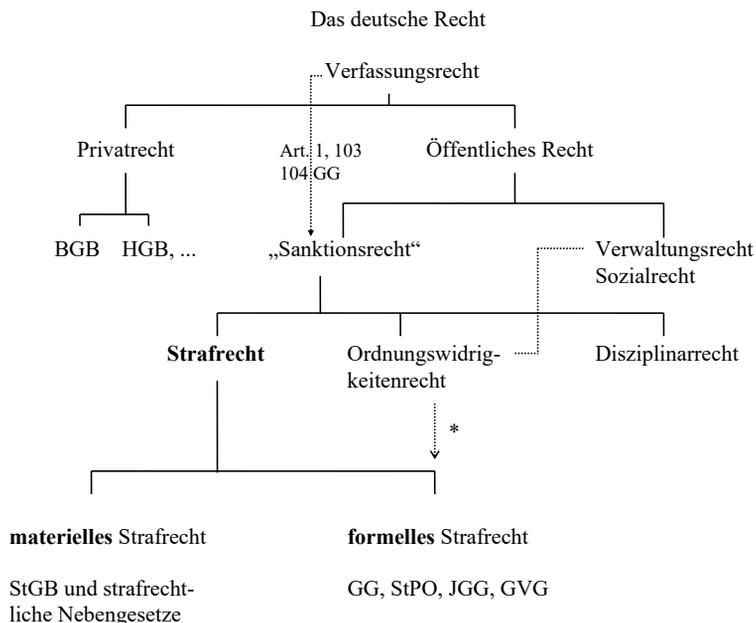 Das deutsche Recht
Verfassungsrecht
Privatrecht
Art. 1, 103
104 GG
Öffentliches Recht
BGB HGB, ...
„Sanktionsrecht“
Verwaltungsrecht
Sozialrecht
Strafrecht
Ordnungswidrig-
keitenrecht
Disziplinarrecht
*
materielles Strafrecht
formelles Strafrecht
StGB und strafrecht-
liche Nebengesetze
GG, StPO, JGG, GVG